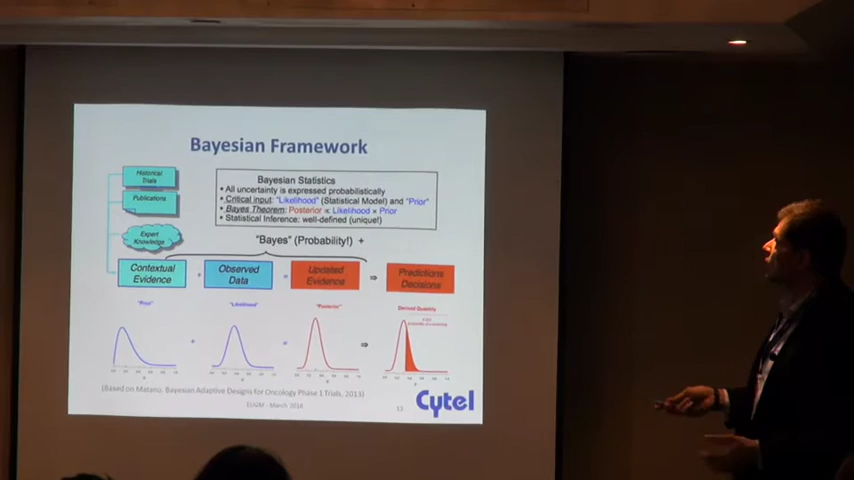 Bayesian Framework
Historical
Trials
Publications
Expert
Knowledge
Bayesian Statistics
• All uncertainty is expressed probabilistically
• Critical input: "Likelihood" (Statistical Model) and "Prior"
• Bayes Theorem: Posterior ∝ Likelihood × Prior
• Statistical Inference: well-defined (unique!)
"Bayes" (Probability!) +
Contextual
Evidence
+
Observed
Data
=
Updated
Evidence
⇒
Predictions
Decisions
"Prior"
"Likelihood"
"Posterior"
Derived Quantity
+
=
⇒
(Based on Matano. Bayesian Adaptive Designs for Oncology Phase 1 Trials, 2013)
EUGM - March 2014
13
Cytel